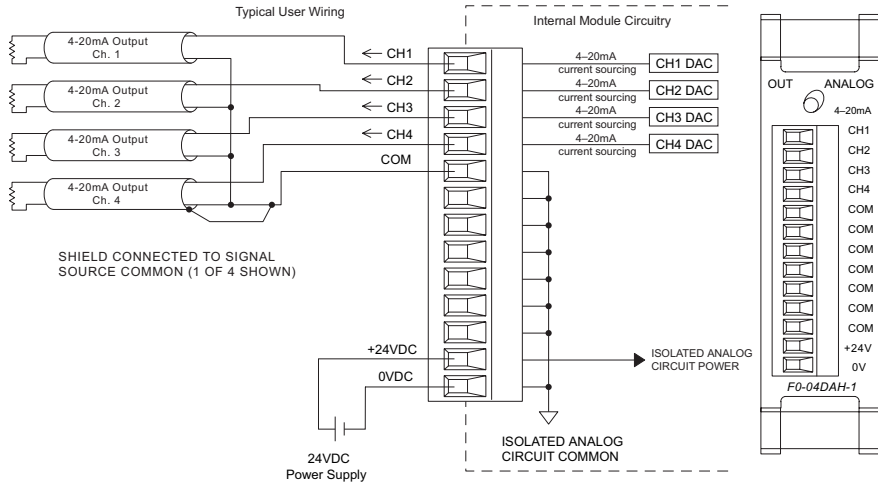 Typical User Wiring
Internal Module Circuitry
4-20mA Output
Ch. 1
4-20mA Output
Ch. 2
4-20mA Output
Ch. 3
4-20mA Output
Ch. 4
SHIELD CONNECTED TO SIGNAL
SOURCE COMMON (1 OF 4 SHOWN)
CH1
CH2
CH3
CH4
COM
+24VDC
0VDC
24VDC
Power Supply
4–20mA
current sourcing
CH1 DAC
4–20mA
current sourcing
CH2 DAC
4–20mA
current sourcing
CH3 DAC
4–20mA
current sourcing
CH4 DAC
ISOLATED ANALOG
CIRCUIT POWER
ISOLATED ANALOG
CIRCUIT COMMON
OUT ANALOG
4–20mA
CH1
CH2
CH3
CH4
COM
COM
COM
COM
COM
COM
COM
+24V
0V
F0-04DAH-1